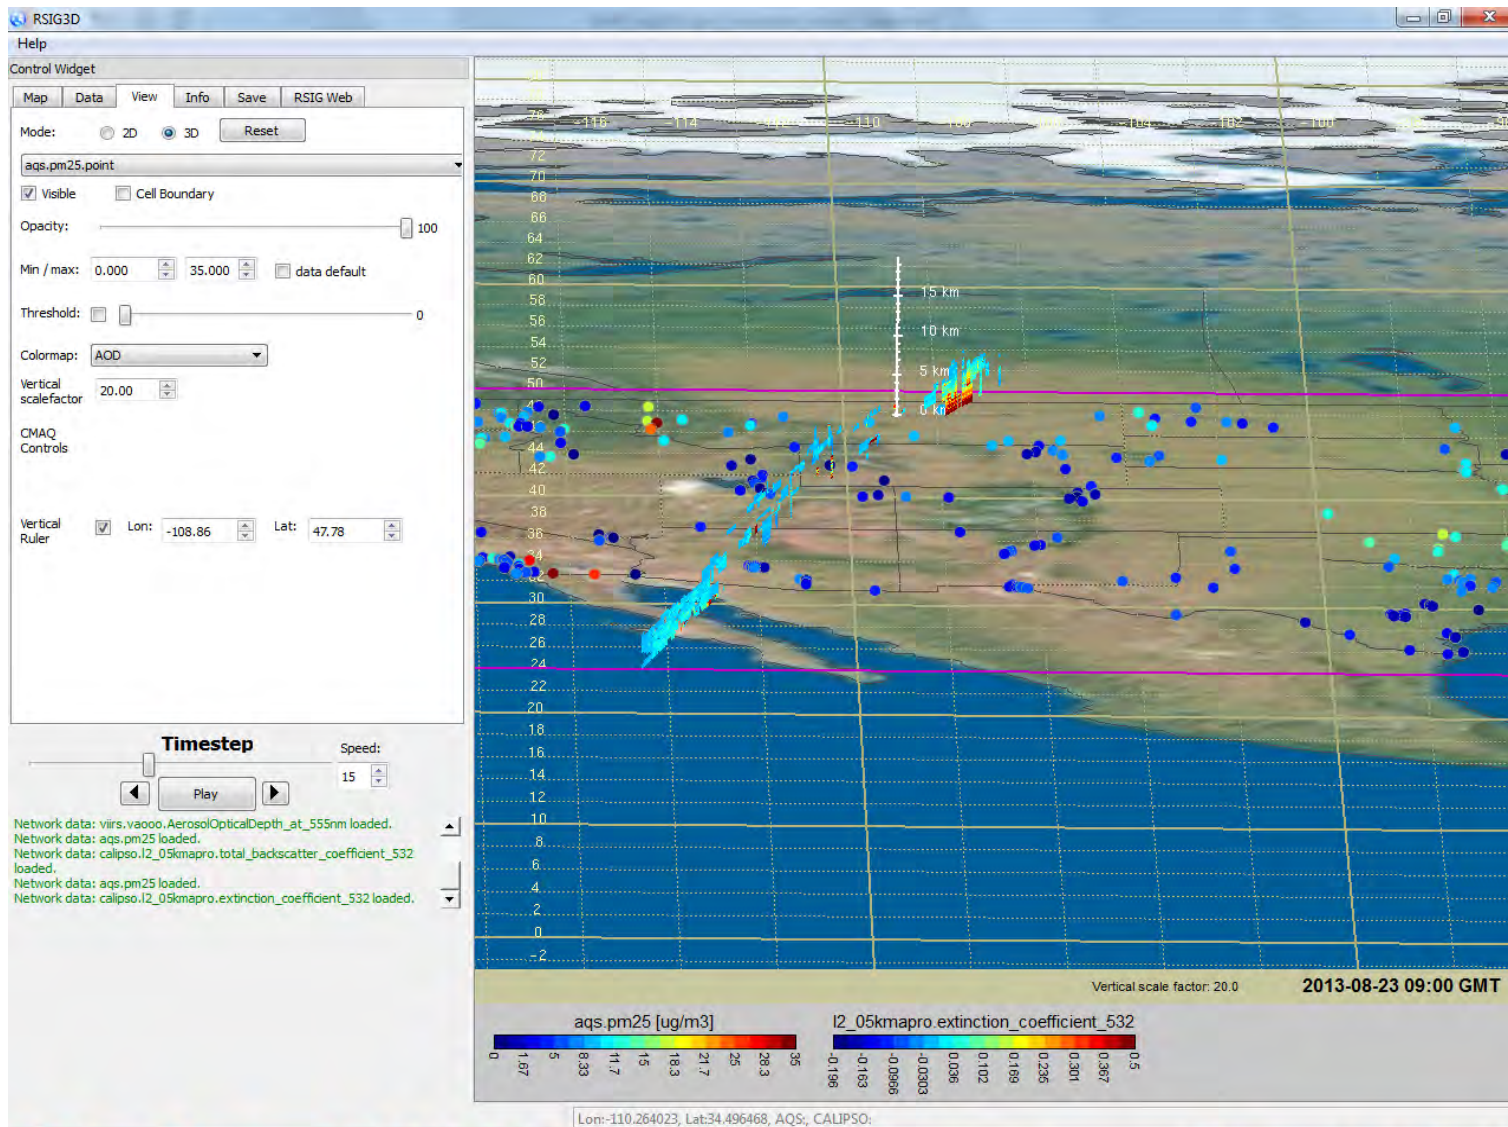 RSIG3D
Help
Control Widget
Map Data View Info Save RSIG Web
Mode: 2D 3D Reset
aqs.pm25.point
Visible Cell Boundary
Opacity: 100
Min / max: 0.000 35.000 data default
Threshold: 0
Colormap: AOD
Vertical
scalefactor 20.00
CMAQ
Controls
Vertical
Ruler Lon: -108.86 Lat: 47.78
Timestep
Speed:
15
Play
Network data: viirs.vaooo.AerosolOpticalDepth_at_555nm loaded.
Network data: aqs.pm25 loaded.
Network data: calipso.l2_05kmapro.total_backscatter_coefficient_532
loaded.
Network data: aqs.pm25 loaded.
Network data: calipso.l2_05kmapro.extinction_coefficient_532 loaded.
-116 -114 -110 -104 -102 -100
72
70
68
66
64
62
60
58
56
54
52
50
44
42
40
38
36
34
32
30
28
26
24
22
20
18
16
14
12
10
8
6
4
2
0
-2
15 km
10 km
5 km
0 km
Vertical scale factor: 20.0 2013-08-23 09:00 GMT
aqs.pm25 [ug/m3]
0 1.67 5 8.33 11.7 15 18.3 21.7 25 28.3 35
l2_05kmapro.extinction_coefficient_532
-0.196 -0.163 -0.0966 -0.0303 0.036 0.102 0.169 0.235 0.301 0.367 0.5
Lon:-110.264023, Lat:34.496468, AQS:, CALIPSO: